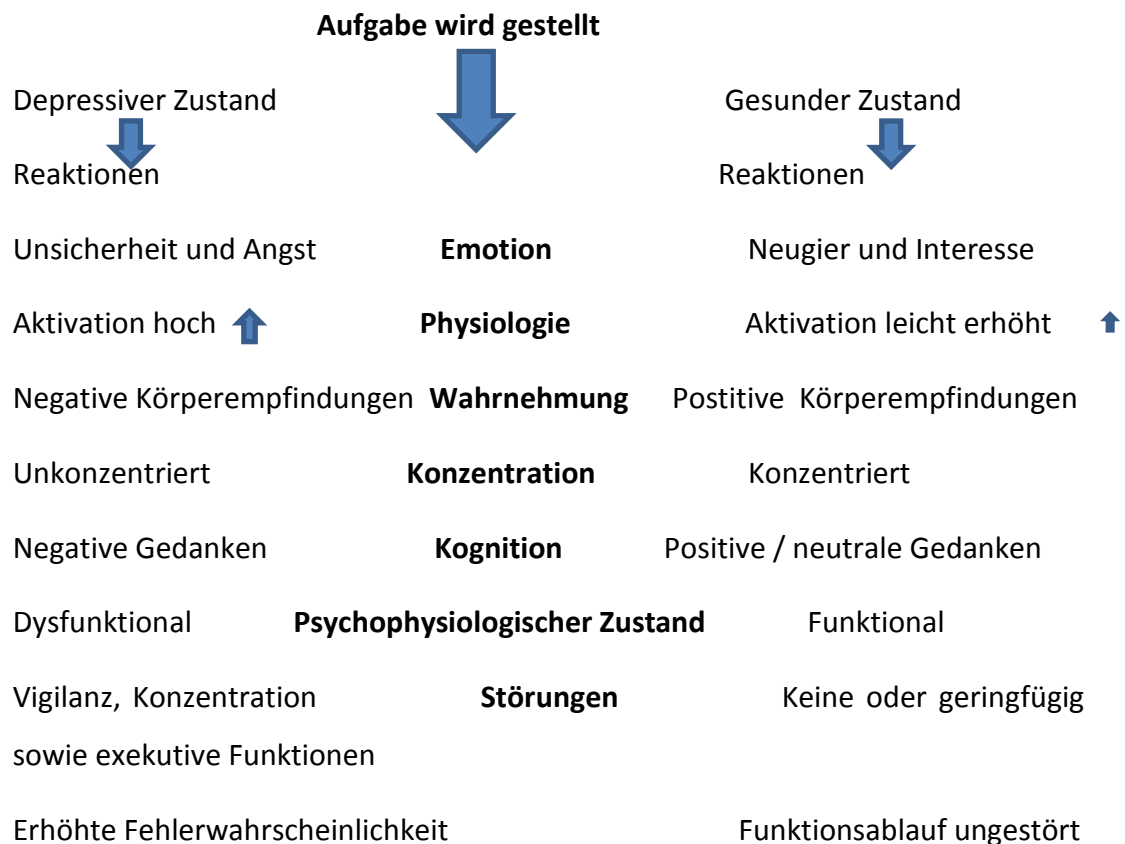 Aufgabe wird gestellt
Depressiver Zustand Gesunder Zustand
Reaktionen Reaktionen
Unsicherheit und Angst Emotion Neugier und Interesse
Aktivation hoch Physiologie Aktivation leicht erhöht
Negative Körperempfindungen Wahrnehmung Postitive Körperempfindungen
Unkonzentriert Konzentration Konzentriert
Negative Gedanken Kognition Positive / neutrale Gedanken
Dysfunktional Psychophysiologischer Zustand Funktional
Vigilanz, Konzentration Störungen Keine oder geringfügig
sowie exekutive Funktionen
Erhöhte Fehlerwahrscheinlichkeit Funktionsablauf ungestört